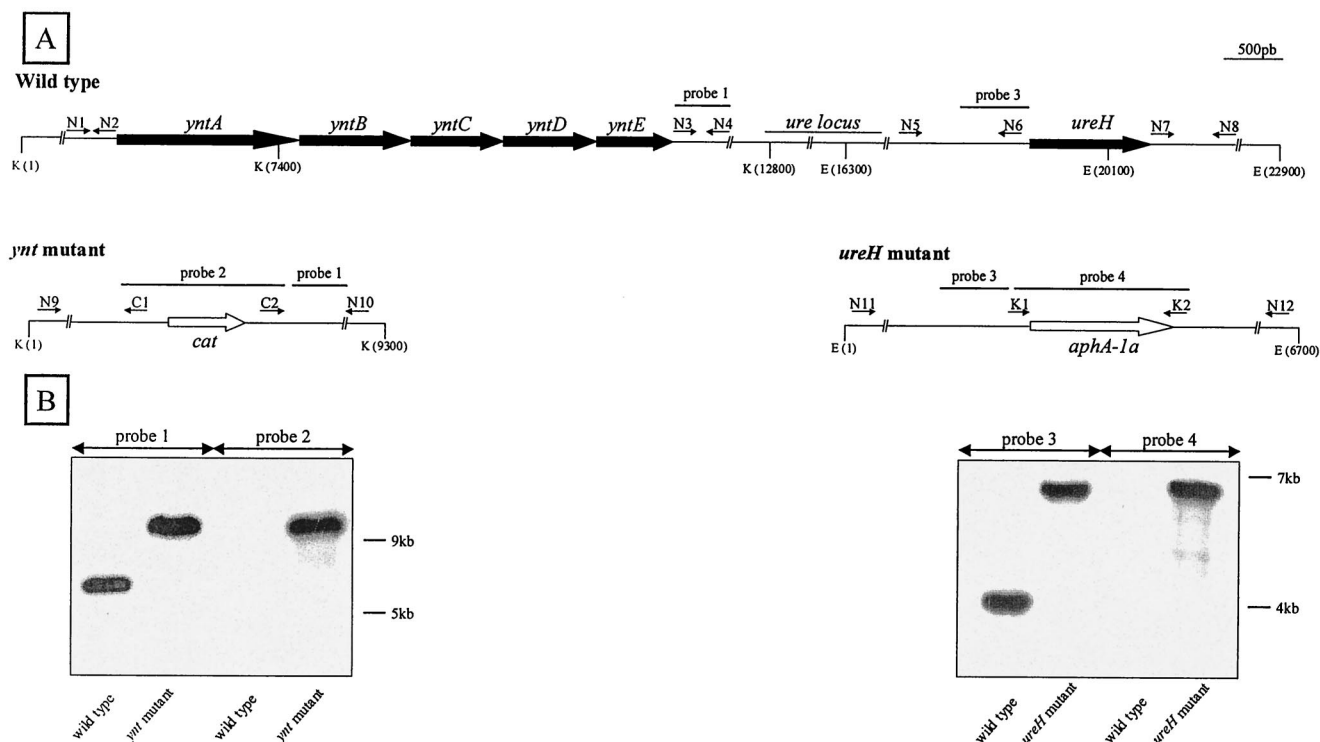 A
Wild type
500pb
N1 N2 yntA yntB yntC yntD yntE probe 1 N3 N4 ure locus N5 probe 3 N6 ureH N7 N8
K (1) K (7400) K (12800) E (16300) E (20100) E (22900)
ynt mutant
probe 2 probe 1
N9 C1 C2 N10
K (1) cat K (9300)
ureH mutant
probe 3 probe 4
N11 K1 K2 N12
E (1) aphA-1a E (6700)
B
probe 1 probe 2
9kb
5kb
wild type ynt mutant wild type ynt mutant
probe 3 probe 4
7kb
4kb
wild type ureH mutant wild type ureH mutant